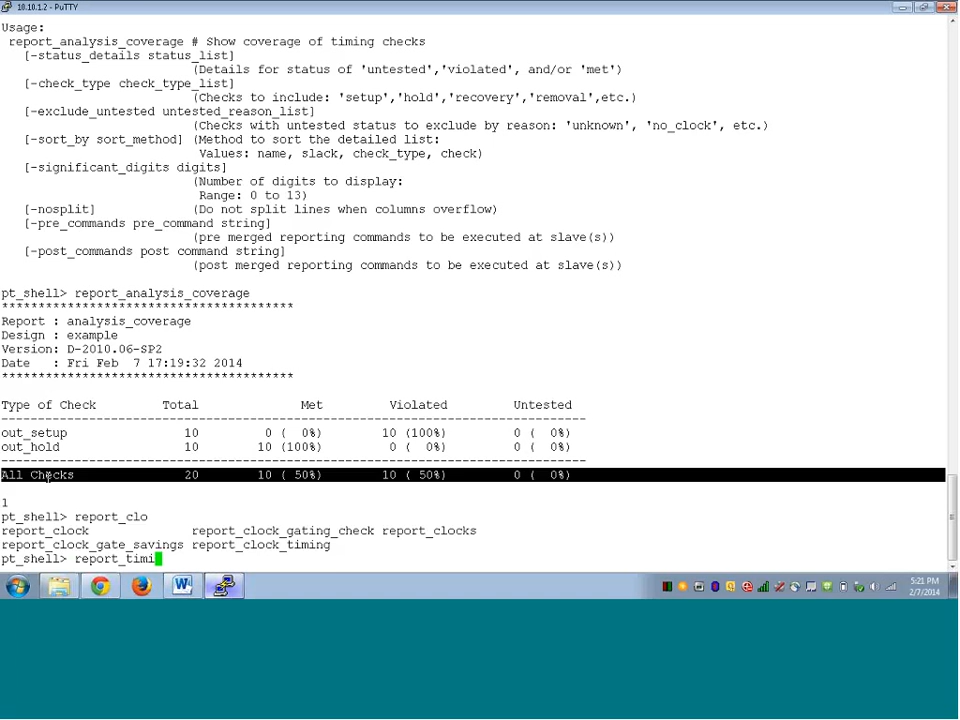 10.10.1.2 - PuTTY
Usage:
report_analysis_coverage # Show coverage of timing checks
[-status_details status_list]
(Details for status of 'untested','violated', and/or 'met')
[-check_type check_type_list]
(Checks to include: 'setup','hold','recovery','removal',etc.)
[-exclude_untested untested_reason_list]
(Checks with untested status to exclude by reason: 'unknown', 'no_clock', etc.)
[-sort_by sort_method] (Method to sort the detailed list:
Values: name, slack, check_type, check)
[-significant_digits digits]
(Number of digits to display:
Range: 0 to 13)
[-nosplit] (Do not split lines when columns overflow)
[-pre_commands pre_command string]
(pre merged reporting commands to be executed at slave(s))
[-post_commands post command string]
(post merged reporting commands to be executed at slave(s))
pt_shell> report_analysis_coverage
****************************************
Report : analysis_coverage
Design : example
Version: D-2010.06-SP2
Date : Fri Feb 7 17:19:32 2014
****************************************
Type of Check Total Met Violated Untested
--------------------------------------------------------------------------------
out_setup 10 0 ( 0%) 10 (100%) 0 ( 0%)
out_hold 10 10 (100%) 0 ( 0%) 0 ( 0%)
--------------------------------------------------------------------------------
All Checks 20 10 ( 50%) 10 ( 50%) 0 ( 0%)
1
pt_shell> report_clo
report_clock report_clock_gating_check report_clocks
report_clock_gate_savings report_clock_timing
pt_shell> report_timi
5:21 PM
2/7/2014